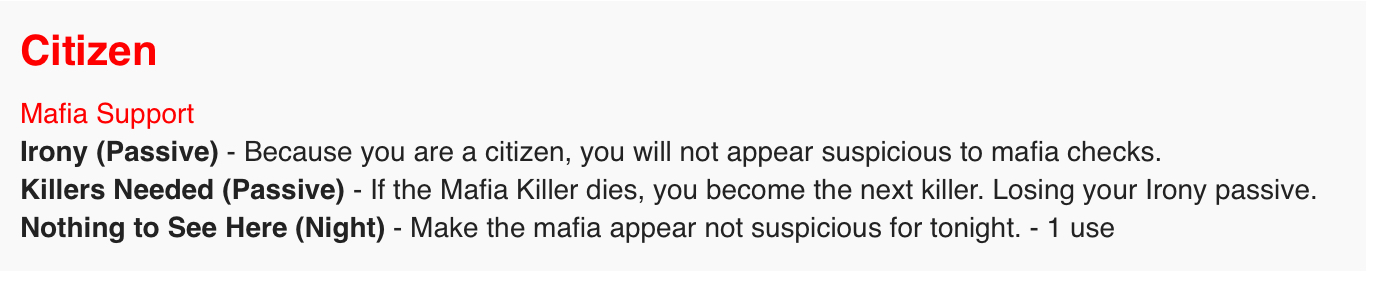 Citizen
Mafia Support
Irony (Passive) - Because you are a citizen, you will not appear suspicious to mafia checks.
Killers Needed (Passive) - If the Mafia Killer dies, you become the next killer. Losing your Irony passive.
Nothing to See Here (Night) - Make the mafia appear not suspicious for tonight. - 1 use